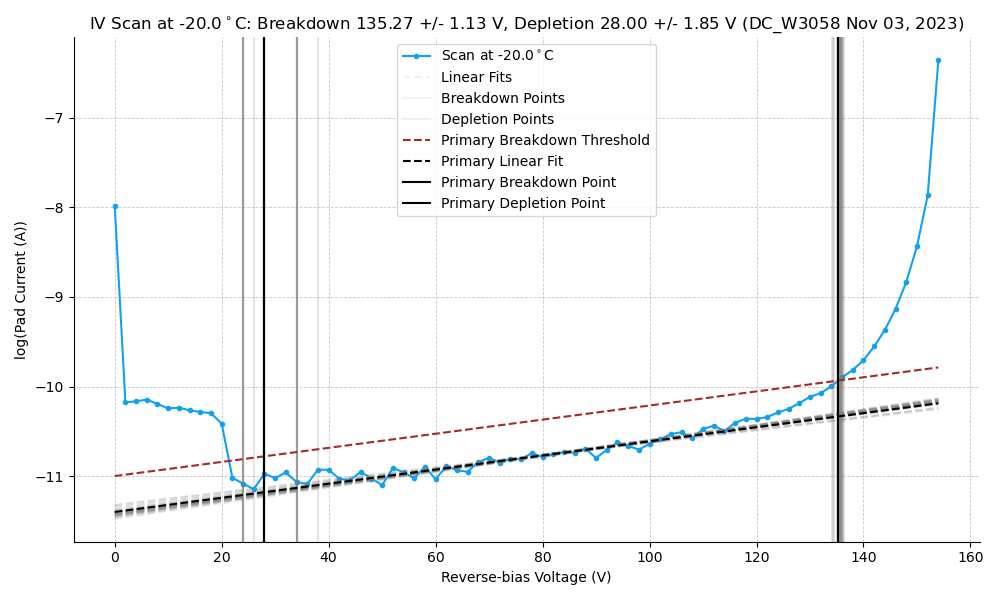 IV Scan at -20.0°C: Breakdown 135.27 +/- 1.13 V, Depletion 28.00 +/- 1.85 V (DC_W3058 Nov 03, 2023)
Scan at -20.0°C
Linear Fits
Breakdown Points
Depletion Points
Primary Breakdown Threshold
Primary Linear Fit
Primary Breakdown Point
Primary Depletion Point
log(Pad Current (A))
−7
−8
−9
−10
−11
0 20 40 60 80 100 120 140 160
Reverse-bias Voltage (V)